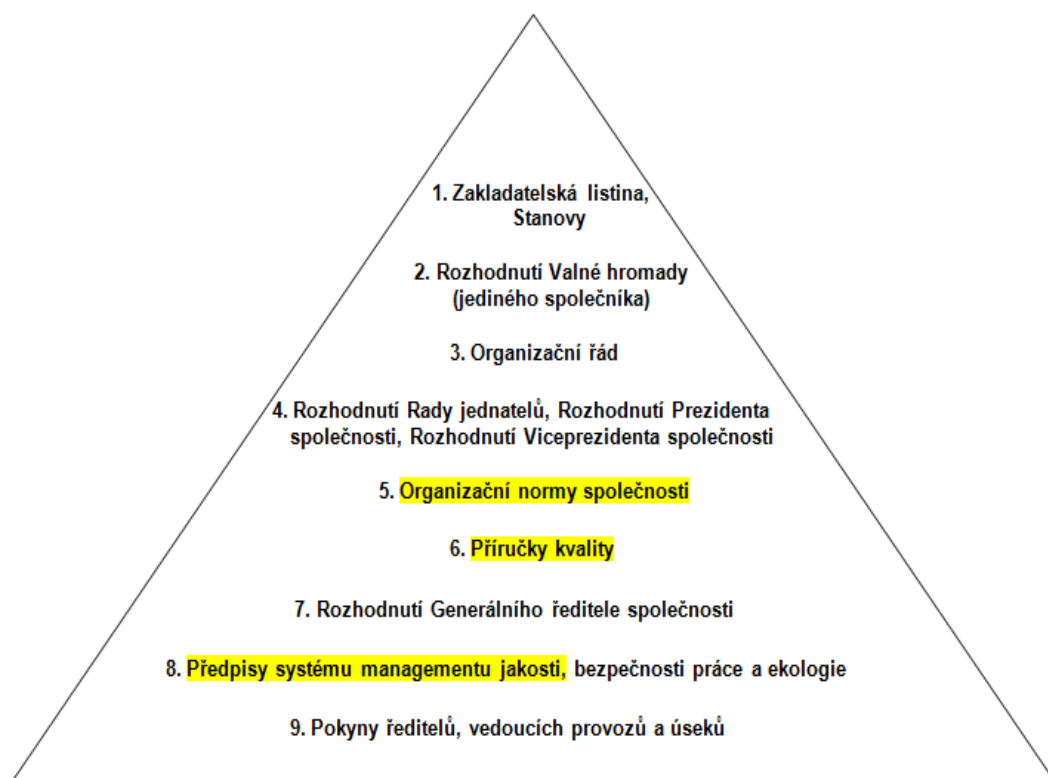 1. Zakladatelská listina,
Stanovy
2. Rozhodnutí Valné hromady
(jediného společníka)
3. Organizační řád
4. Rozhodnutí Rady jednatelů, Rozhodnutí Prezidenta
společnosti, Rozhodnutí Viceprezidenta společnosti
5. Organizační normy společnosti
6. Příručky kvality
7. Rozhodnutí Generálního ředitele společnosti
8. Předpisy systému managementu jakosti, bezpečnosti práce a ekologie
9. Pokyny ředitelů, vedoucích provozů a úseků